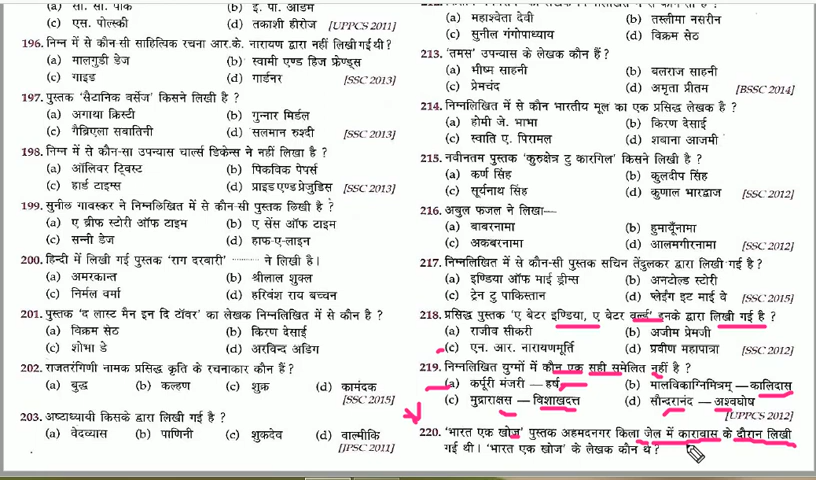 (a) सी. सी. पार्क (b) ई. पी. ऑडम
(c) एस. पोल्स्की (d) तकाशी हीरोज [UPPCS 2011]
196. निम्न में से कौन-सी साहित्यिक रचना आर.के. नारायण द्वारा नहीं लिखी गई थी ?
(a) मालगुडी डेज (b) स्वामी एण्ड हिज फ्रेण्ड्स
(c) गाइड (d) गार्डनर [SSC 2013]
197. पुस्तक ‘सैटानिक वर्सेज’ किसने लिखी है ?
(a) अगाथा क्रिस्टी (b) गुन्नार मिर्डल
(c) गैब्रिएला सबातिनी (d) सलमान रुश्दी [SSC 2013]
198. निम्न में से कौन-सा उपन्यास चार्ल्स डिकेन्स ने नहीं लिखा है ?
(a) ऑलिवर ट्विस्ट (b) पिकविक पेपर्स
(c) हार्ड टाइम्स (d) प्राइड एण्ड प्रेजुडिस [SSC 2013]
199. सुनील गावस्कर ने निम्नलिखित में से कौन-सी पुस्तक लिखी है ?
(a) ए ब्रीफ स्टोरी ऑफ टाइम (b) ए सेंस ऑफ टाइम
(c) सन्नी डेज (d) हाफ-ए-लाइन
200. हिन्दी में लिखी गई पुस्तक ‘राग दरबारी’ ......... ने लिखी है।
(a) अमरकान्त (b) श्रीलाल शुक्ल
(c) निर्मल वर्मा (d) हरिवंश राय बच्चन
201. पुस्तक ‘द लास्ट मैन इन दि टॉवर’ का लेखक निम्नलिखित में से कौन है ?
(a) विक्रम सेठ (b) किरण देसाई
(c) शोभा डे (d) अरविन्द अडिग
202. राजतरंगिणी नामक प्रसिद्ध कृति के रचनाकार कौन हैं ?
(a) बुद्ध (b) कल्हण (c) शुक्र (d) कामंदक
[SSC 2015]
203. अष्टाध्यायी किसके द्वारा लिखी गई है ?
(a) वेदव्यास (b) पाणिनी (c) शुकदेव (d) वाल्मीकि
[JPSC 2011]
(a) महाश्वेता देवी (b) तस्लीमा नसरीन
(c) सुनील गंगोपाध्याय (d) विक्रम सेठ
213. ‘तमस’ उपन्यास के लेखक कौन हैं ?
(a) भीष्म साहनी (b) बलराज साहनी
(c) प्रेमचंद (d) अमृता प्रीतम [BSSC 2014]
214. निम्नलिखित में से कौन भारतीय मूल का एक प्रसिद्ध लेखक है ?
(a) होमी जे. भाभा (b) किरण देसाई
(c) स्वाति ए. पिरामल (d) शबाना आजमी
215. नवीनतम पुस्तक ‘कुरुक्षेत्र टु कारगिल’ किसने लिखी है ?
(a) कर्ण सिंह (b) कुलदीप सिंह
(c) सूर्यनाथ सिंह (d) कुणाल भारद्वाज [SSC 2012]
216. अबुल फजल ने लिखा—
(a) बाबरनामा (b) हुमायूँनामा
(c) अकबरनामा (d) आलमगीरनामा [SSC 2012]
217. निम्नलिखित में से कौन-सी पुस्तक सचिन तेंदुलकर द्वारा लिखी गई है ?
(a) इण्डिया ऑफ माई ड्रीम्स (b) अनटोल्ड स्टोरी
(c) ट्रेन टु पाकिस्तान (d) प्लेईंग इट माई वे [SSC 2015]
218. प्रसिद्ध पुस्तक ‘ए बेटर इण्डिया, ए बेटर वर्ल्ड’ इनके द्वारा लिखी गई है ?
(a) राजीव सीकरी (b) अजीम प्रेमजी
(c) एन. आर. नारायणमूर्ति (d) प्रवीण महापात्रा [SSC 2012]
219. निम्नलिखित युग्मों में कौन एक सही सुमेलित नहीं है ?
(a) कर्पूरी मंजरी — हर्ष (b) मालविकाग्निमित्रम् — कालिदास
(c) मुद्राराक्षस — विशाखदत्त (d) सौन्दरानंद — अश्वघोष
[UPPCS 2012]
220. ‘भारत एक खोज’ पुस्तक अहमदनगर किला जेल में कारावास के दौरान लिखी
गई थी। ‘भारत एक खोज’ के लेखक कौन थे ?